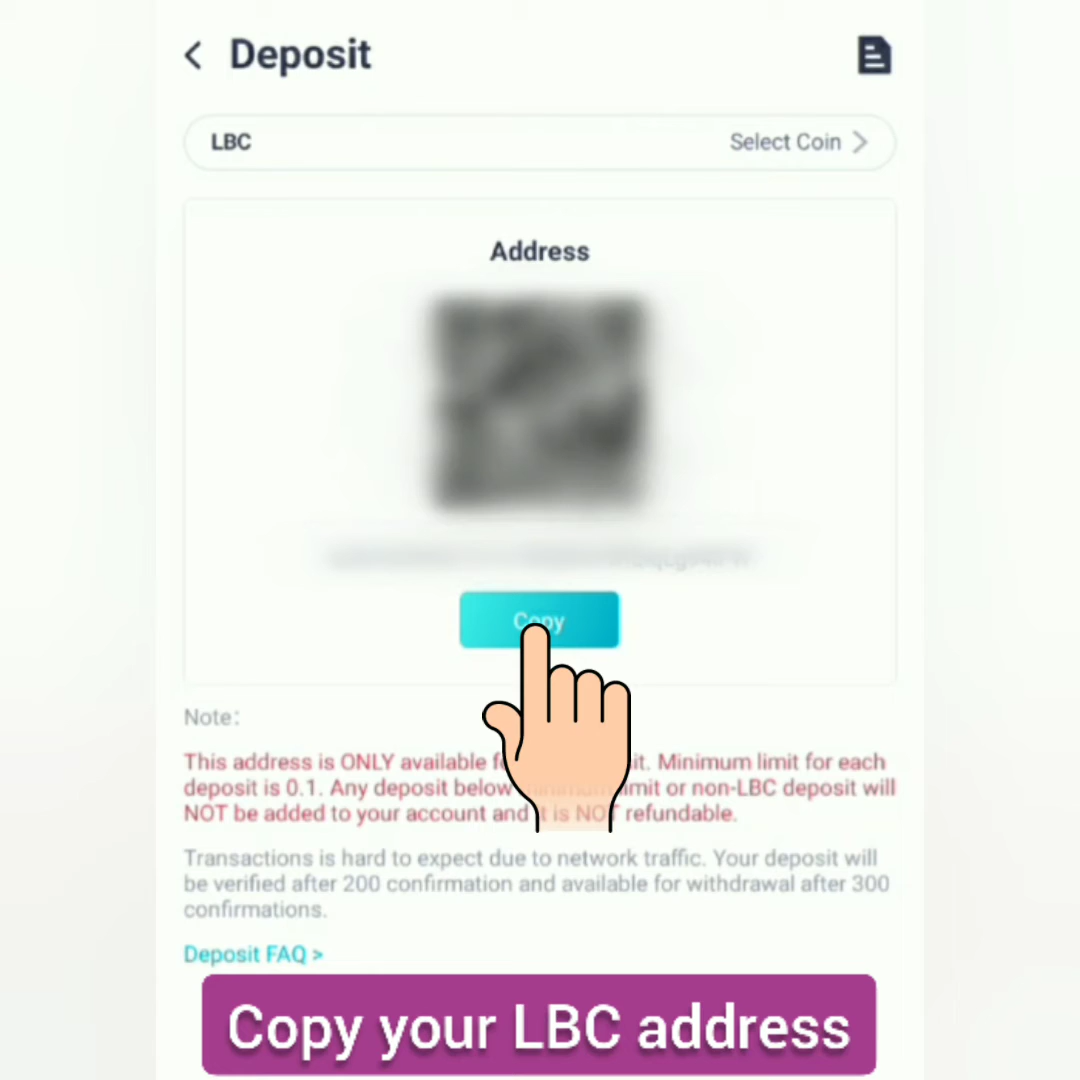 Deposit
LBC
Select Coin >
Address
Copy
Note:
This address is ONLY available it. Minimum limit for each
deposit is 0.1. Any deposit below limit or non-LBC deposit will
NOT be added to your account and it is NOT refundable.
Transactions is hard to expect due to network traffic. Your deposit will
be verified after 200 confirmation and available for withdrawal after 300
confirmations.
Deposit FAQ >
Copy your LBC address